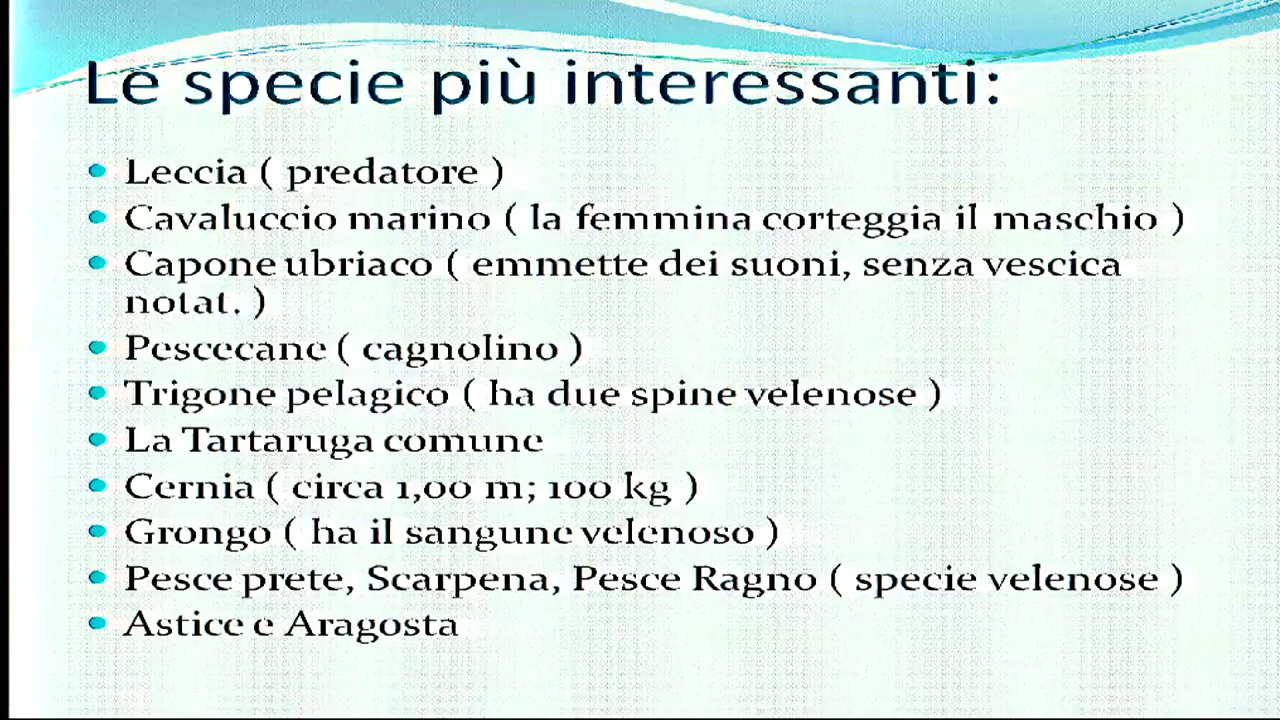 Le specie più interessanti:
• Leccia ( predatore )
• Cavaluccio marino ( la femmina corteggia il maschio )
• Capone ubriaco ( emmette dei suoni, senza vescica
notat. )
• Pescecane ( cagnolino )
• Trigone pelagico ( ha due spine velenose )
• La Tartaruga comune
• Cernia ( circa 1,00 m; 100 kg )
• Grongo ( ha il sangune velenoso )
• Pesce prete, Scarpena, Pesce Ragno ( specie velenose )
• Astice e Aragosta